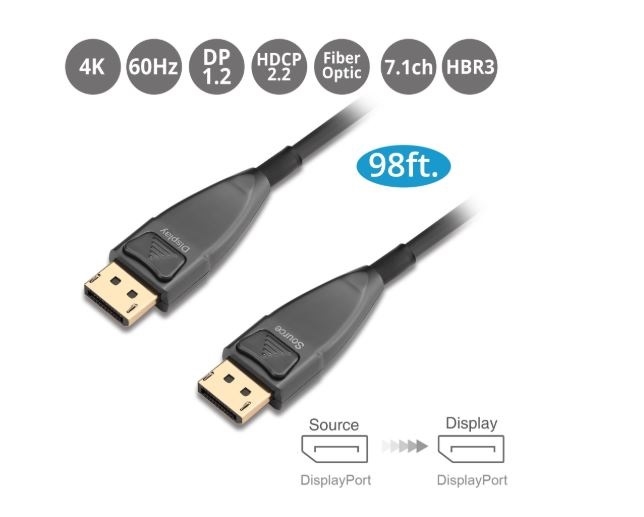 4K
60Hz
DP
1.2
HDCP
2.2
Fiber
Optic
7.1ch
HBR3
98ft.
Display
Source
Source
Display
DisplayPort
DisplayPort